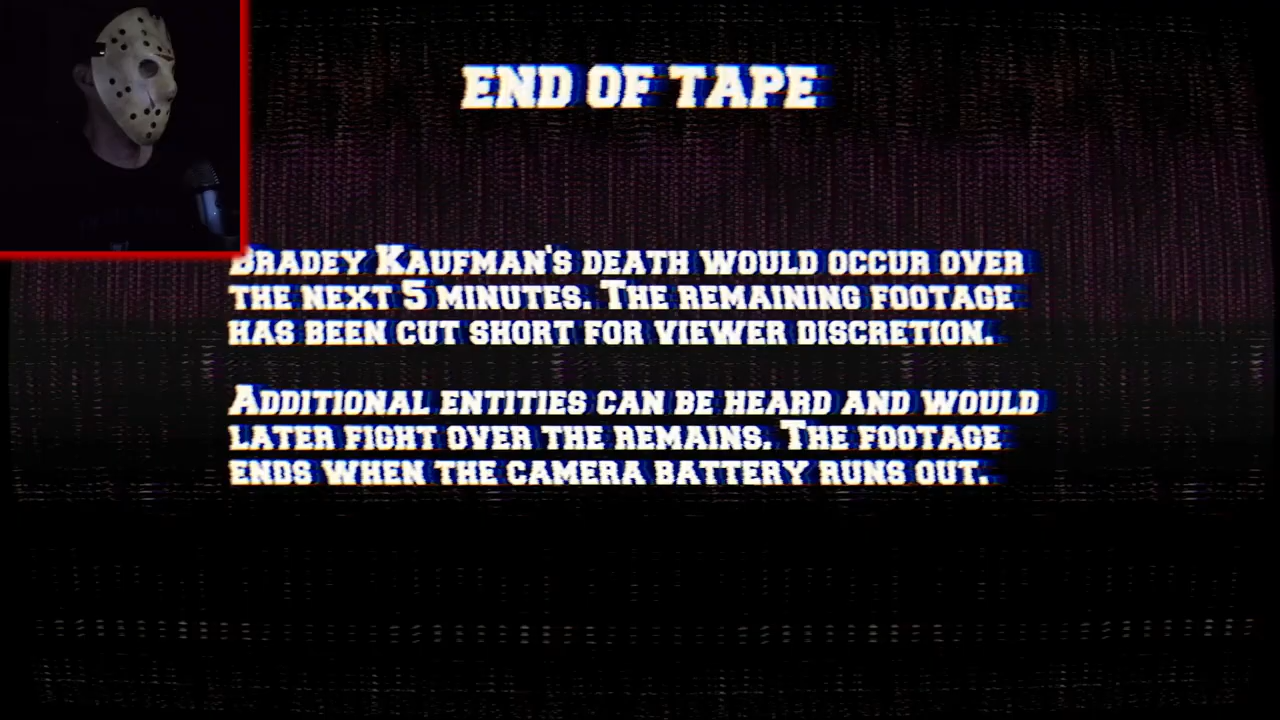 END OF TAPE
BRADEY KAUFMAN'S DEATH WOULD OCCUR OVER
THE NEXT 5 MINUTES. THE REMAINING FOOTAGE
HAS BEEN CUT SHORT FOR VIEWER DISCRETION.
ADDITIONAL ENTITIES CAN BE HEARD AND WOULD
LATER FIGHT OVER THE REMAINS. THE FOOTAGE
ENDS WHEN THE CAMERA BATTERY RUNS OUT.